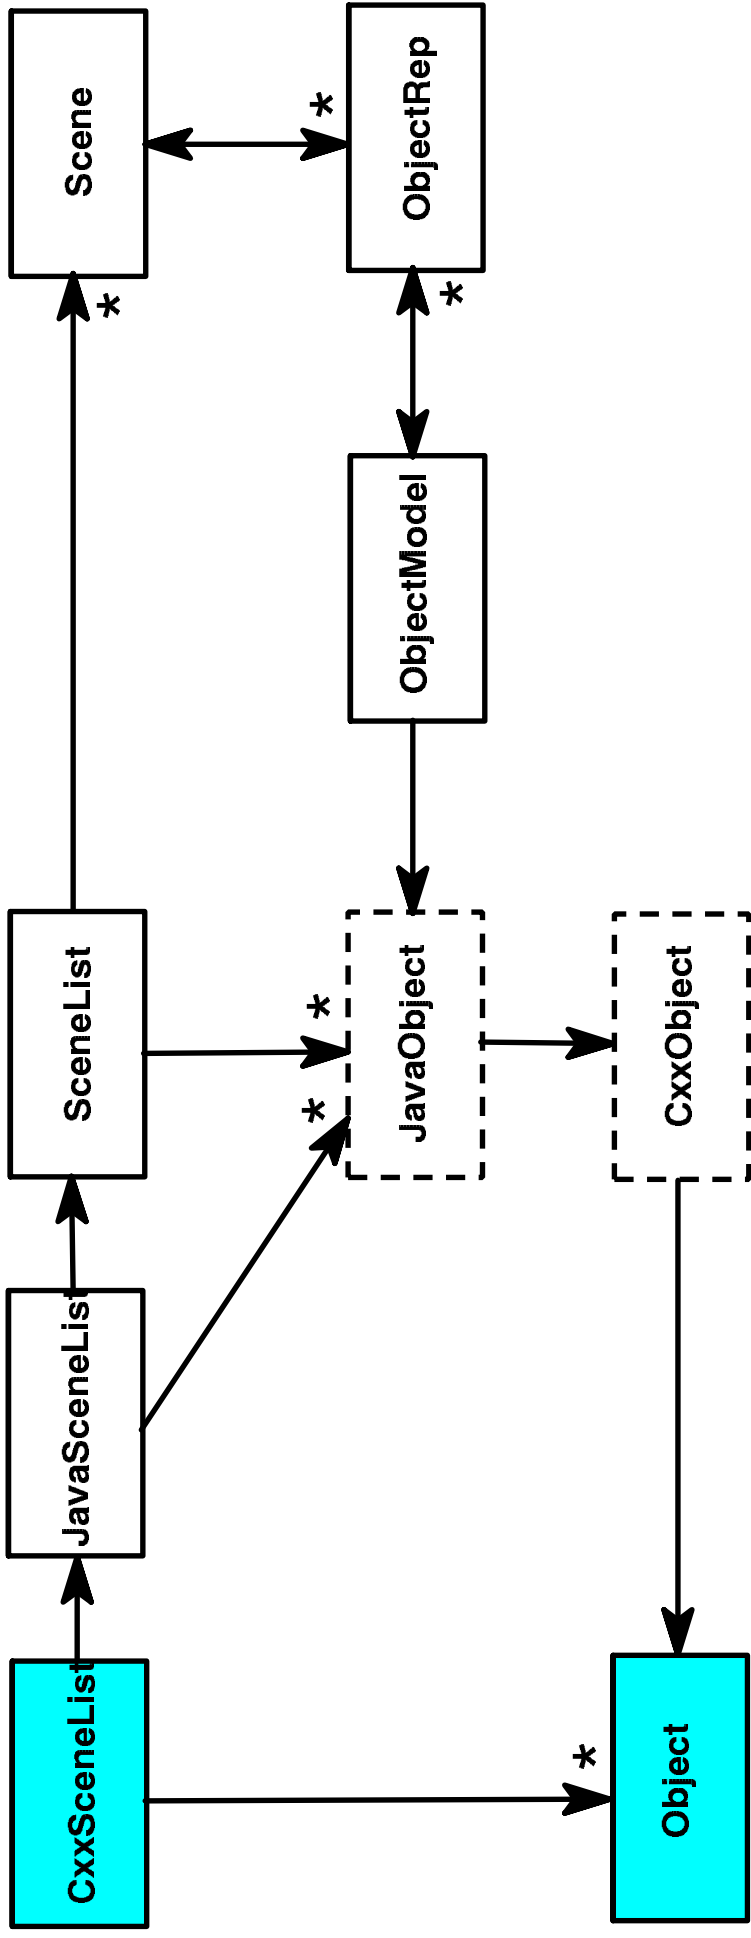 CxxSceneList
JavaSceneList
SceneList
Scene
*
*
*
*
ObjectRep
*
ObjectModel
JavaObject
CxxObject
*
Object